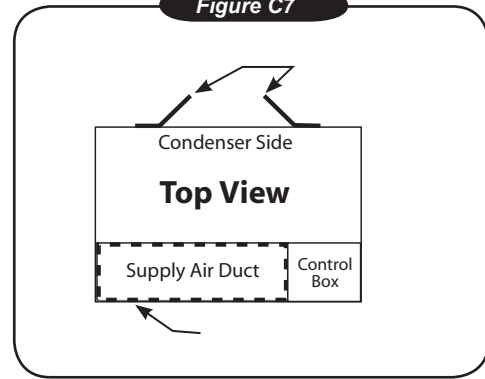 Figure C7
Condenser Side
Top View
Supply Air Duct
Control
Box